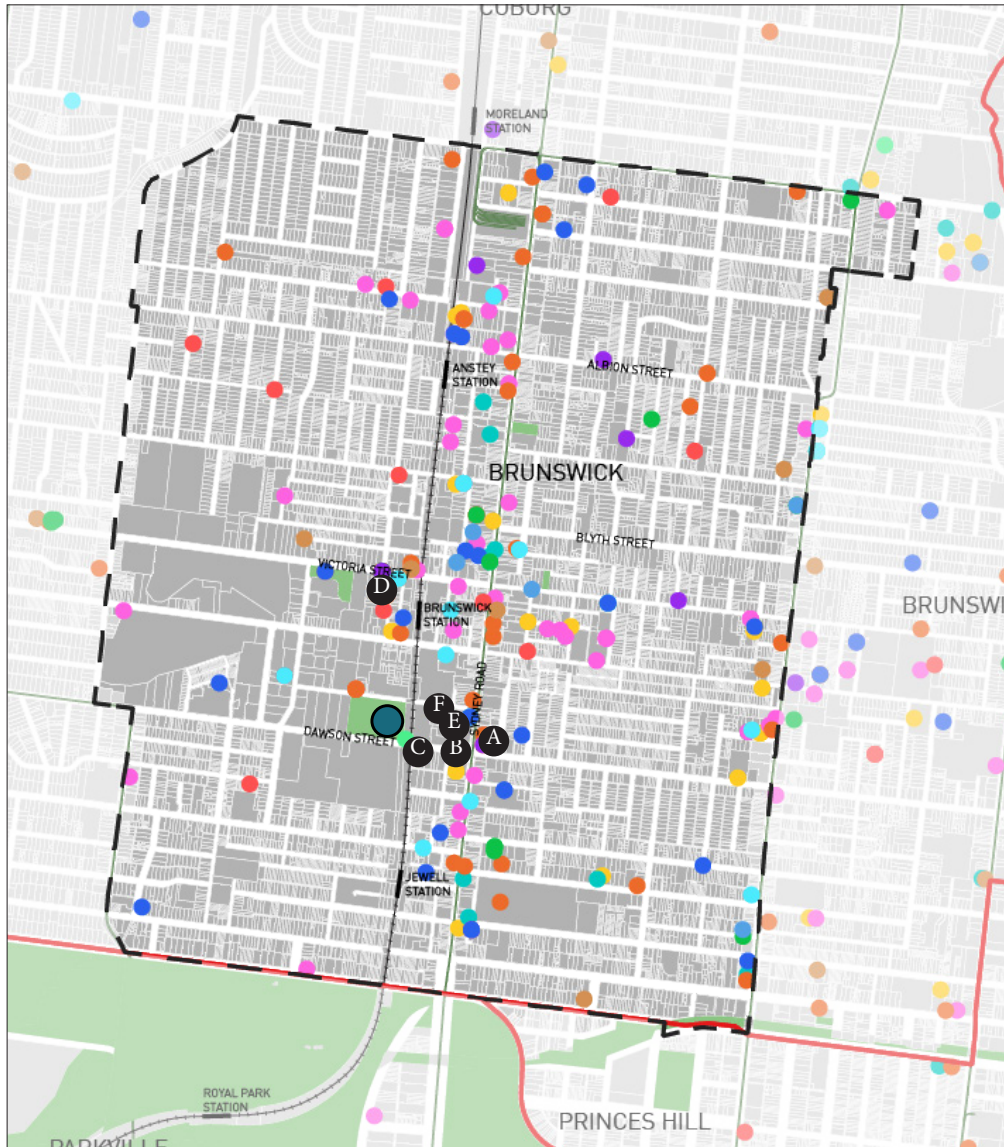 COBURG
MORELAND
STATION
ALBION STREET
ANSTEY
STATION
BRUNSWICK
BLYTH STREET
VICTORIA STREET
D
BRUNSWICK
STATION
BRUNSWI
SYDNEY ROAD
F
E
DAWSON STREET
C
B
A
JEWELL
STATION
ROYAL PARK
STATION
PRINCES HILL
PARKVILLE